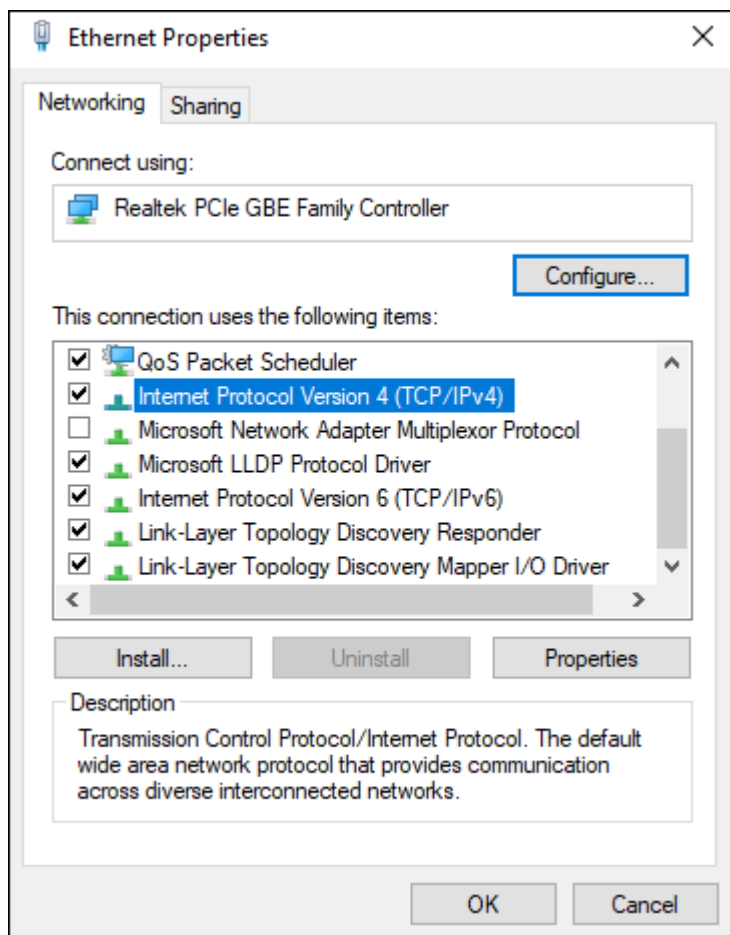 Ethernet Properties
Networking
Sharing
Connect using:
Realtek PCIe GBE Family Controller
Configure...
This connection uses the following items:
QoS Packet Scheduler
Internet Protocol Version 4 (TCP/IPv4)
Microsoft Network Adapter Multiplexor Protocol
Microsoft LLDP Protocol Driver
Internet Protocol Version 6 (TCP/IPv6)
Link-Layer Topology Discovery Responder
Link-Layer Topology Discovery Mapper I/O Driver
Install...
Uninstall
Properties
Description
Transmission Control Protocol/Internet Protocol. The default
wide area network protocol that provides communication
across diverse interconnected networks.
OK
Cancel